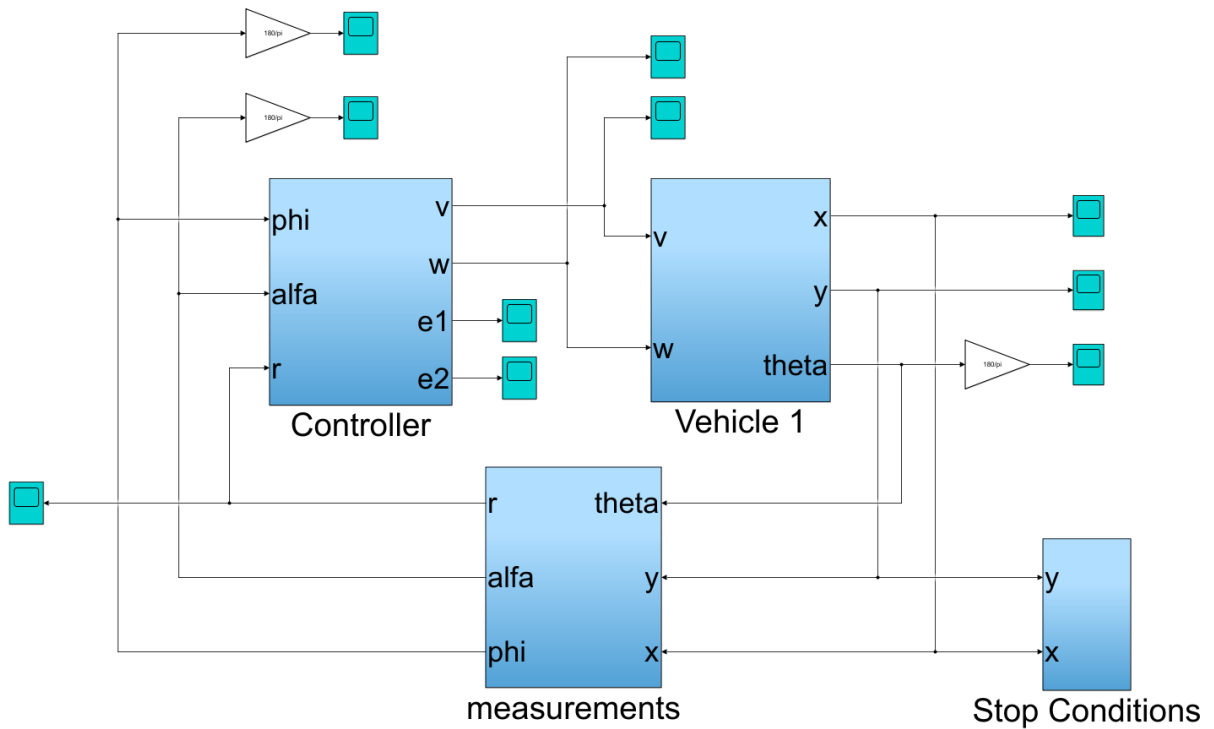 180/pi
180/pi
phi
alfa
r
v
w
e1
e2
Controller
v
w
x
y
theta
Vehicle 1
180/pi
r
alfa
phi
theta
y
x
measurements
y
x
Stop Conditions